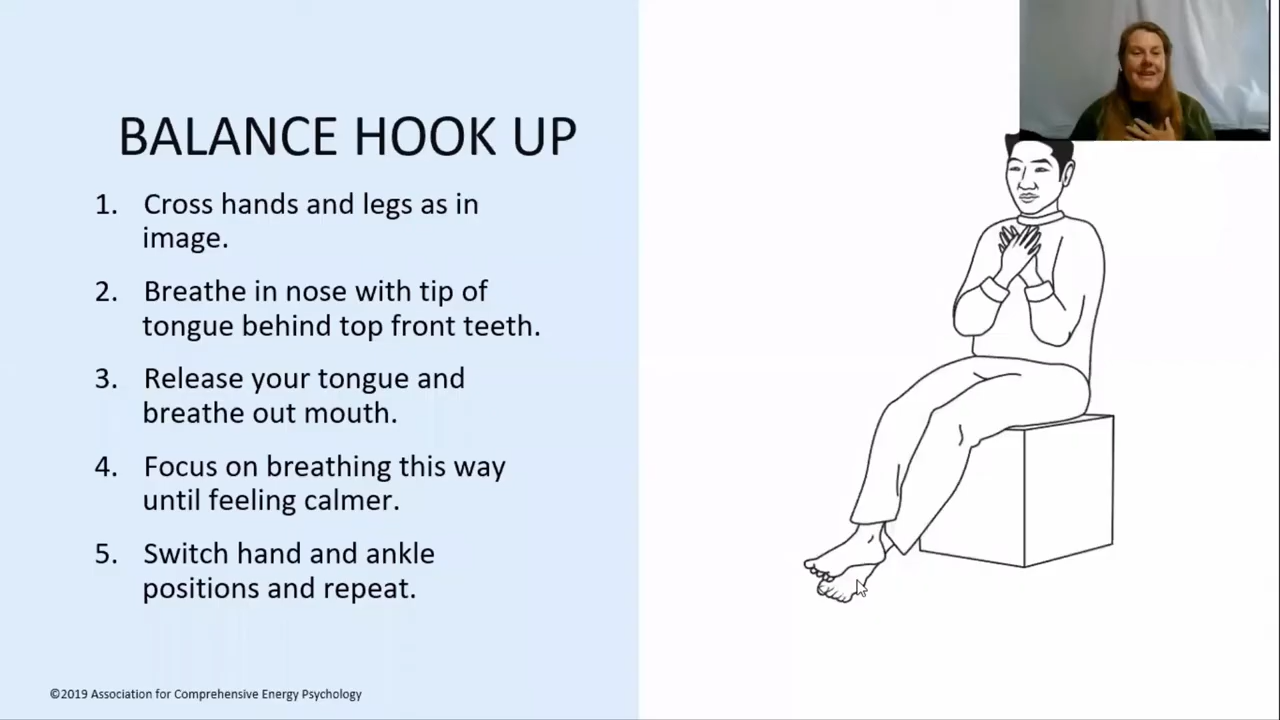 BALANCE HOOK UP
1. Cross hands and legs as in
image.
2. Breathe in nose with tip of
tongue behind top front teeth.
3. Release your tongue and
breathe out mouth.
4. Focus on breathing this way
until feeling calmer.
5. Switch hand and ankle
positions and repeat.
©2019 Association for Comprehensive Energy Psychology